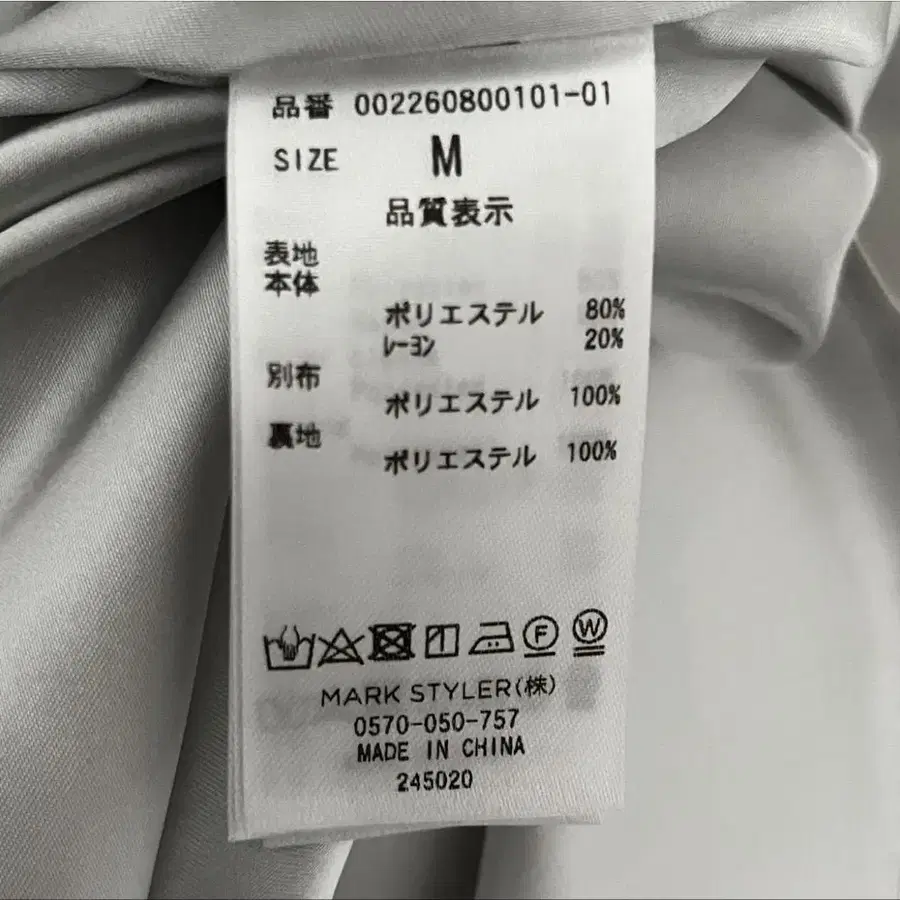 品番 002260800101-01
SIZE M
品質表示
表地
本体
ポリエステル 80%
レーヨン 20%
別布
ポリエステル 100%
裏地
ポリエステル 100%
F W
MARK STYLER(株)
0570-050-757
MADE IN CHINA
245020